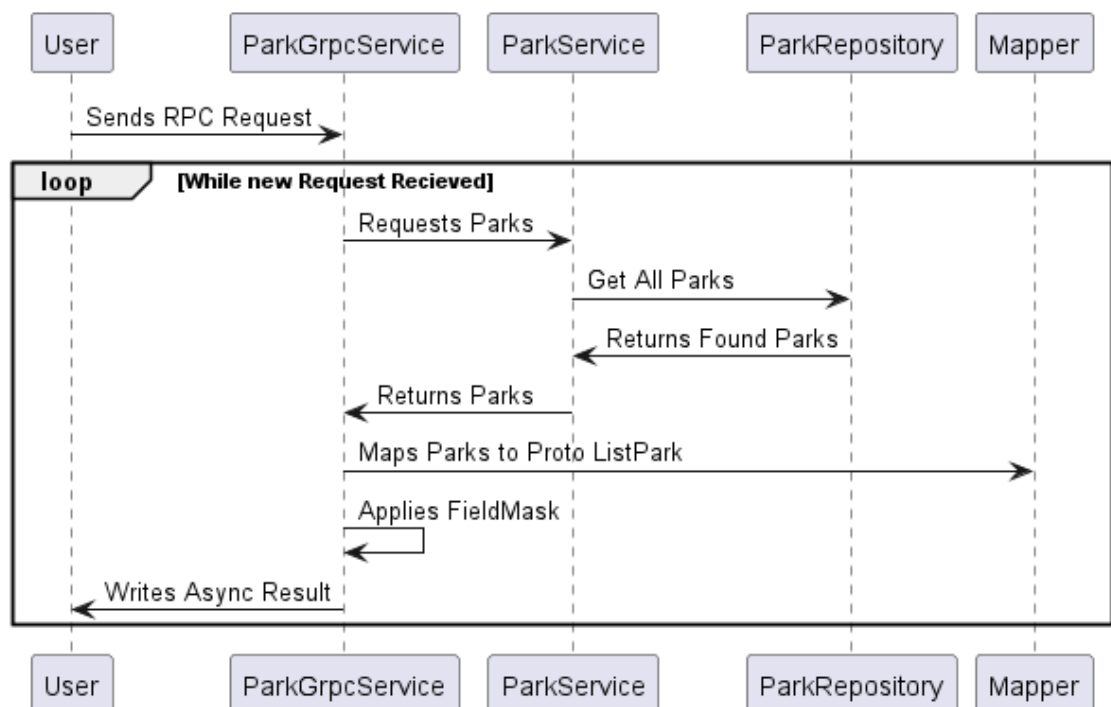 User
ParkGrpcService
ParkService
ParkRepository
Mapper
Sends RPC Request
loop
[While new Request Recieved]
Requests Parks
Get All Parks
Returns Found Parks
Returns Parks
Maps Parks to Proto ListPark
Applies FieldMask
Writes Async Result
User
ParkGrpcService
ParkService
ParkRepository
Mapper